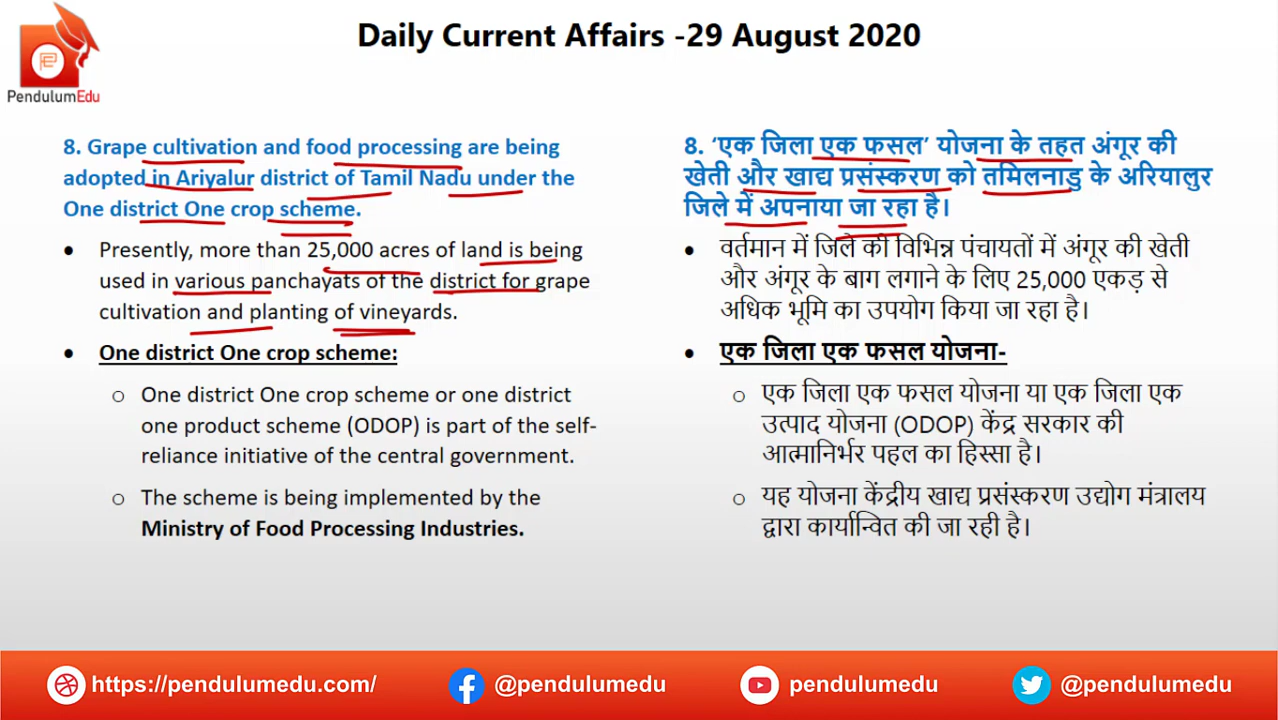 Daily Current Affairs -29 August 2020
PendulumEdu
8. Grape cultivation and food processing are being
adopted in Ariyalur district of Tamil Nadu under the
One district One crop scheme.
• Presently, more than 25,000 acres of land is being
used in various panchayats of the district for grape
cultivation and planting of vineyards.
• One district One crop scheme:
○ One district One crop scheme or one district
one product scheme (ODOP) is part of the self-
reliance initiative of the central government.
○ The scheme is being implemented by the
Ministry of Food Processing Industries.
8. ‘एक जिला एक फसल’ योजना के तहत अंगूर की
खेती और खाद्य प्रसंस्करण को तमिलनाडु के अरियालुर
जिले में अपनाया जा रहा है।
• वर्तमान में जिले की विभिन्न पंचायतों में अंगूर की खेती
और अंगूर के बाग लगाने के लिए 25,000 एकड़ से
अधिक भूमि का उपयोग किया जा रहा है।
• एक जिला एक फसल योजना-
○ एक जिला एक फसल योजना या एक जिला एक
उत्पाद योजना (ODOP) केंद्र सरकार की
आत्मानिर्भर पहल का हिस्सा है।
○ यह योजना केंद्रीय खाद्य प्रसंस्करण उद्योग मंत्रालय
द्वारा कार्यान्वित की जा रही है।
https://pendulumedu.com/ @pendulumedu pendulumedu @pendulumedu